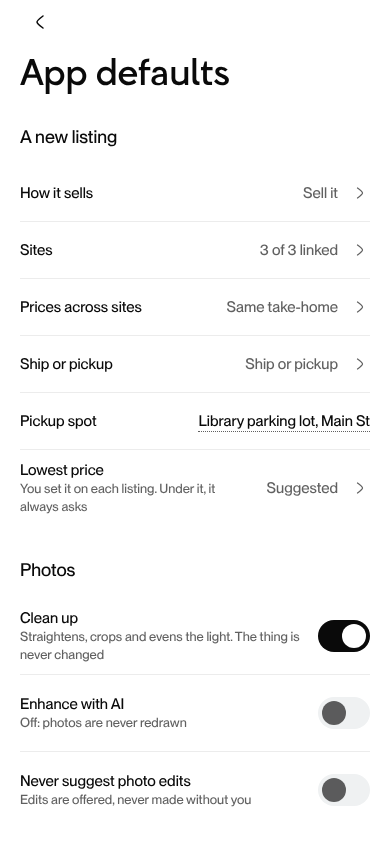 App defaults
A new listing
How it sells
Sell it
Sites
3 of 3 linked
Prices across sites
Same take-home
Ship or pickup
Ship or pickup
Pickup spot
Library parking lot, Main St
Lowest price
You set it on each listing. Under it, it
always asks
Suggested
Photos
Clean up
Straightens, crops and evens the light. The thing is
never changed
Enhance with AI
Off: photos are never redrawn
Never suggest photo edits
Edits are offered, never made without you